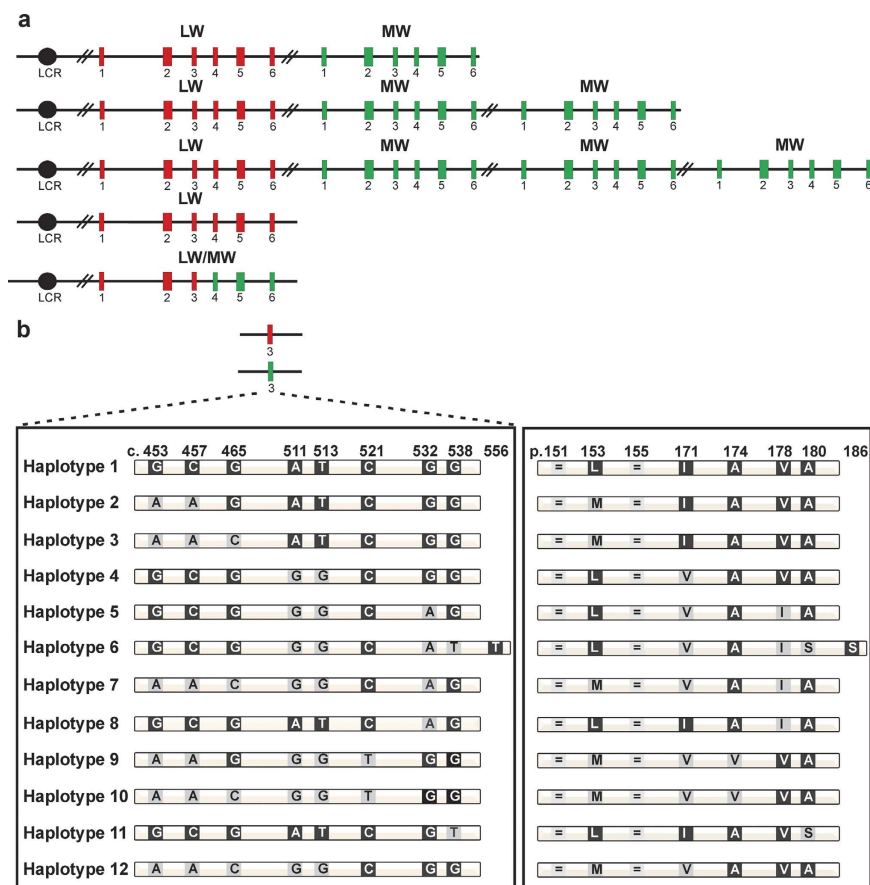 a
LW MW
LCR 1 2 3 4 5 6 1 2 3 4 5 6
LW MW MW
LCR 1 2 3 4 5 6 1 2 3 4 5 6 1 2 3 4 5 6
LW MW MW MW
LCR 1 2 3 4 5 6 1 2 3 4 5 6 1 2 3 4 5 6 1 2 3 4 5 6
LW
LCR 1 2 3 4 5 6
LW/MW
LCR 1 2 3 4 5 6
b
3
3
c. 453 457 465 511 513 521 532 538 556 p.151 153 155 171 174 178 180 186
Haplotype 1 G C G A T C G G = L = I A V A
Haplotype 2 A A G A T C G G = M = I A V A
Haplotype 3 A A C A T C G G = M = I A V A
Haplotype 4 G C G G G C G G = L = V A V A
Haplotype 5 G C G G G C A G = L = V A I A
Haplotype 6 G C G G G C A T T = L = V A I S S
Haplotype 7 A A C G G C A G = M = V A I A
Haplotype 8 G C G A T C A G = L = I A I A
Haplotype 9 A A G G G T G G = M = V V V A
Haplotype 10 A A C G G T G G = M = V V V A
Haplotype 11 G C G A T C G T = L = I A V S
Haplotype 12 A A C G G C G G = M = V A V A